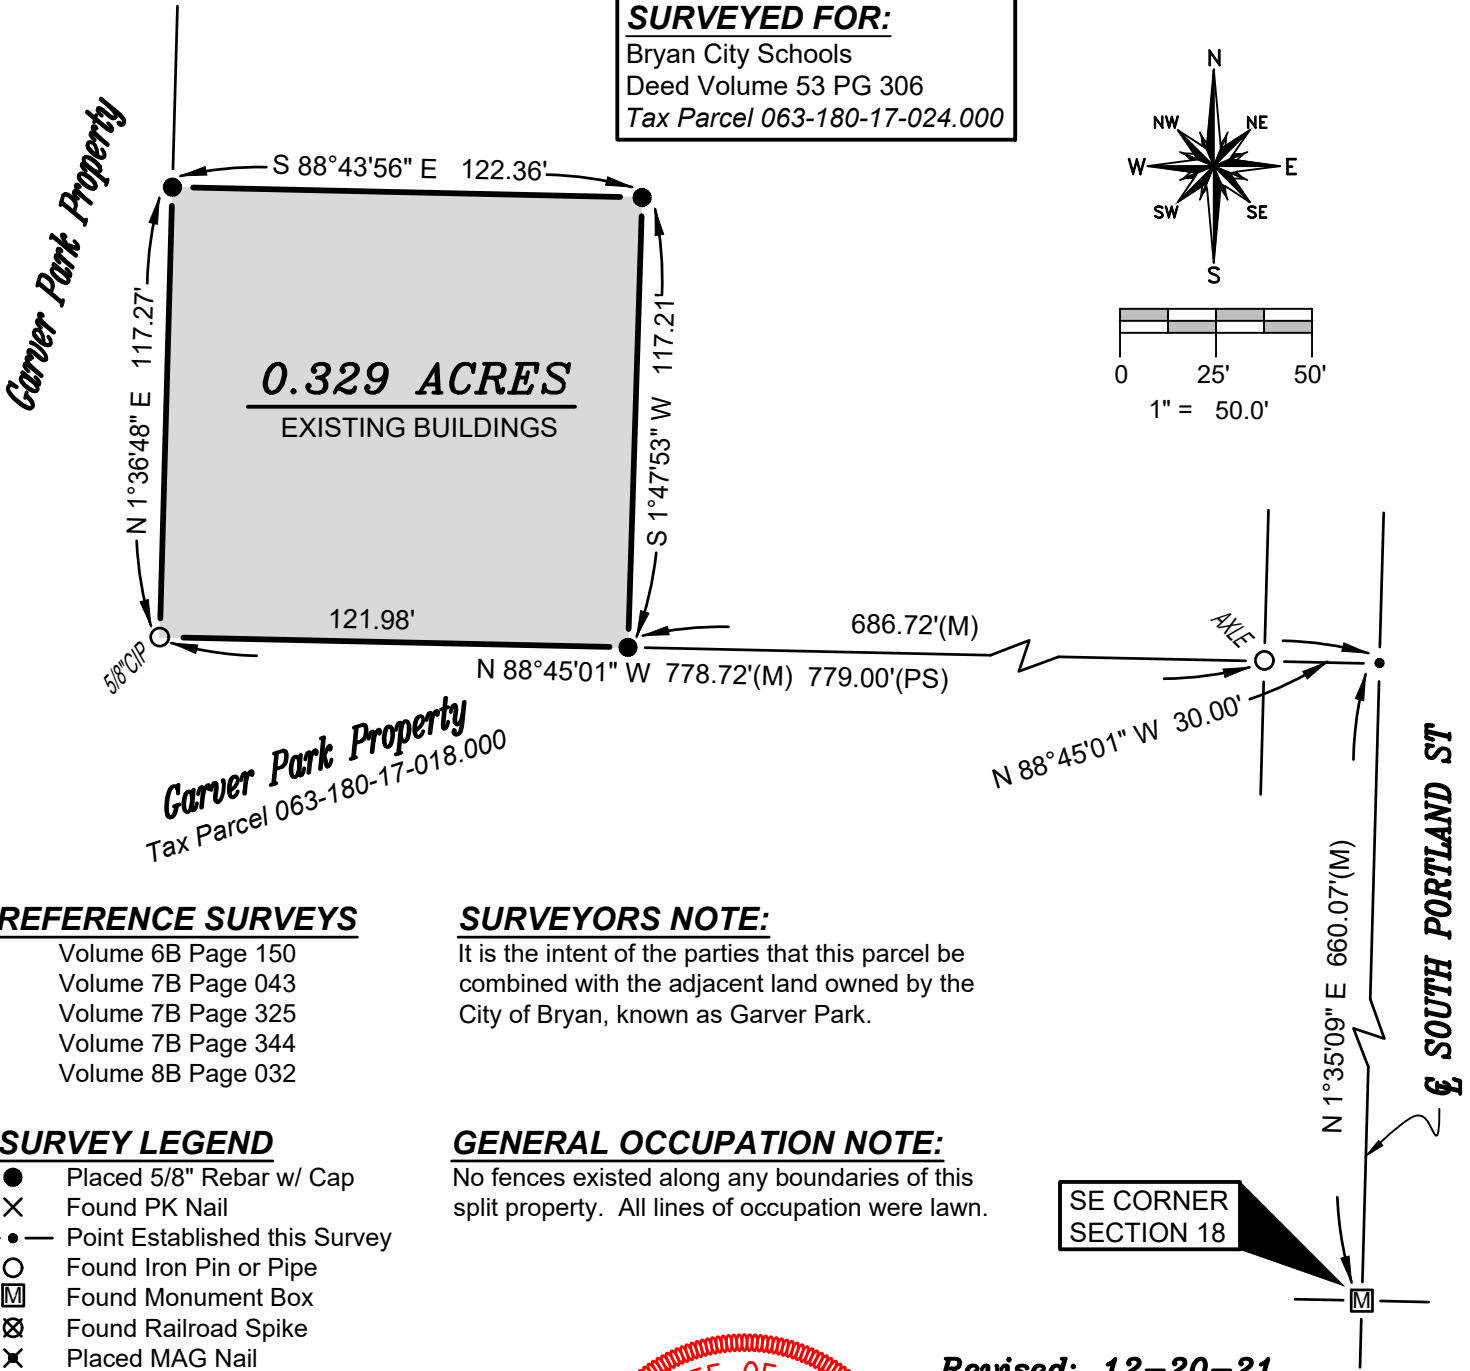 SURVEYED FOR:
Bryan City Schools
Deed Volume 53 PG 306
Tax Parcel 063-180-17-024.000
N
NW
NE
W
E
SW
SE
S
0 25' 50'
1" = 50.0'
Garver Park Property
S 88°43'56" E 122.36'
N 1°36'48" E 117.27'
S 1°47'53" W 117.21'
0.329 ACRES
EXISTING BUILDINGS
121.98'
5/8"CIP
686.72'(M)
N 88°45'01" W 778.72'(M) 779.00'(PS)
AXLE
N 88°45'01" W 30.00'
Garver Park Property
Tax Parcel 063-180-17-018.000
N 1°35'09" E 660.07'(M)
℄ SOUTH PORTLAND ST
REFERENCE SURVEYS
Volume 6B Page 150
Volume 7B Page 043
Volume 7B Page 325
Volume 7B Page 344
Volume 8B Page 032
SURVEYORS NOTE:
It is the intent of the parties that this parcel be
combined with the adjacent land owned by the
City of Bryan, known as Garver Park.
SURVEY LEGEND
Placed 5/8" Rebar w/ Cap
Found PK Nail
Point Established this Survey
Found Iron Pin or Pipe
M Found Monument Box
Found Railroad Spike
Placed MAG Nail
GENERAL OCCUPATION NOTE:
No fences existed along any boundaries of this
split property. All lines of occupation were lawn.
SE CORNER
SECTION 18
M
OF
Revised: 12-20-21